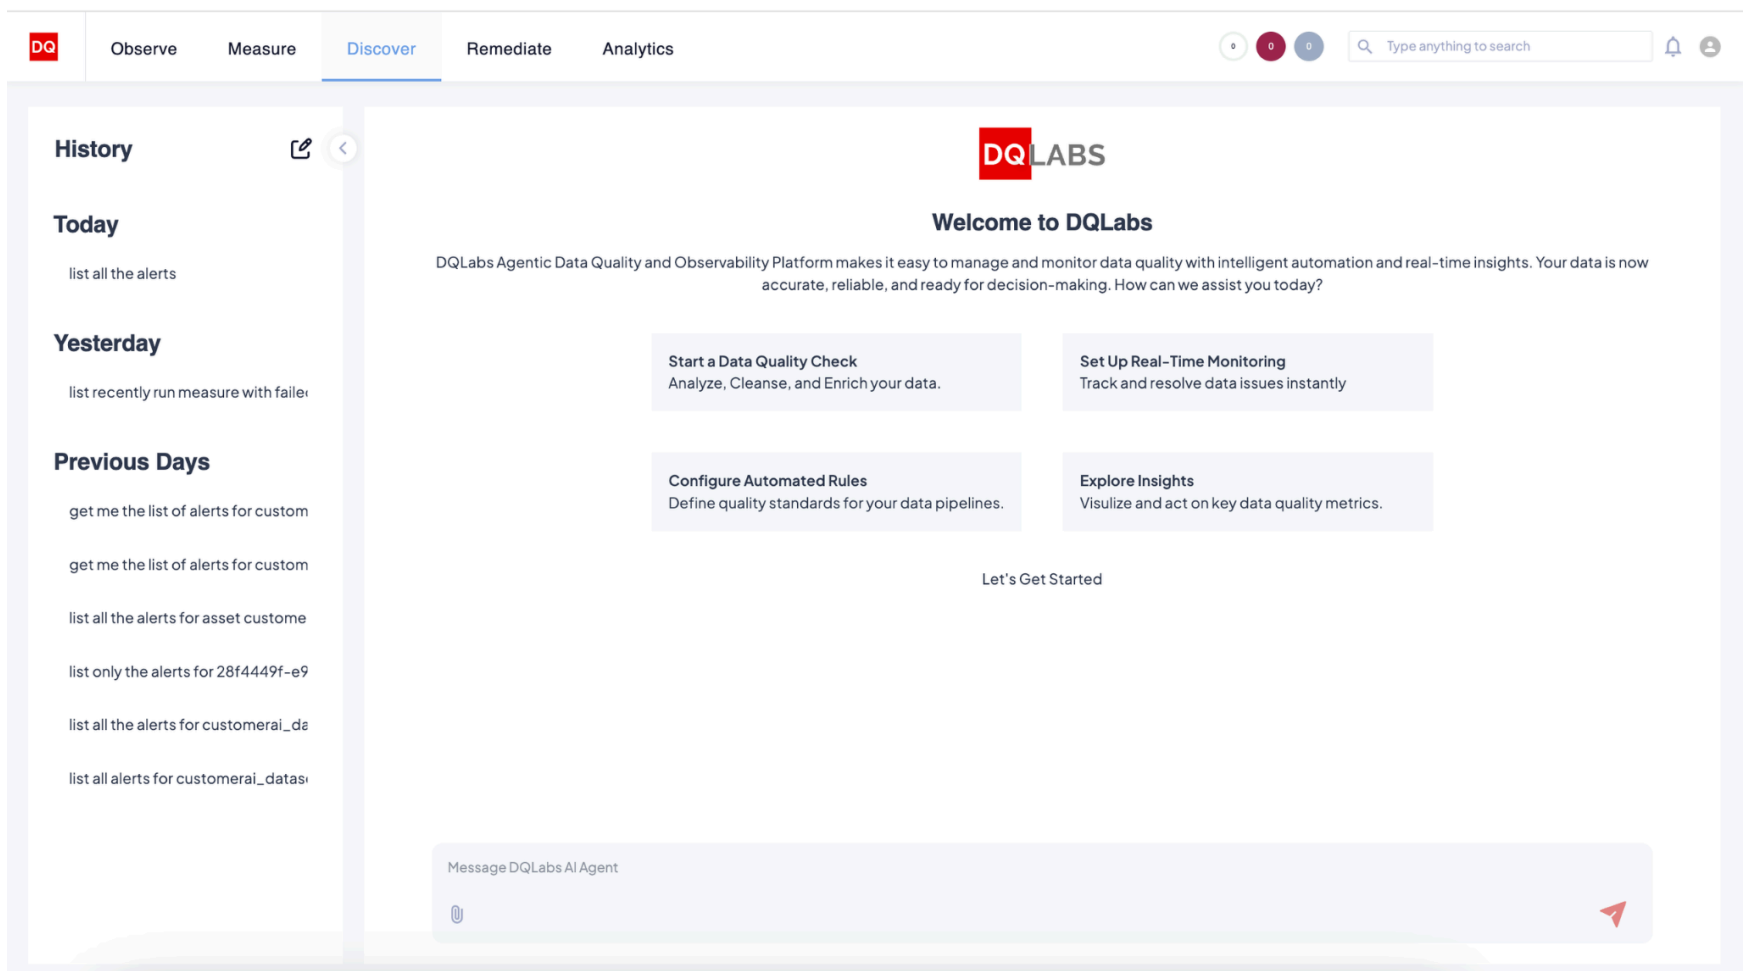 DQ
Observe
Measure
Discover
Remediate
Analytics
0
0
0
Type anything to search
History
Today
list all the alerts
Yesterday
list recently run measure with faile
Previous Days
get me the list of alerts for custom
get me the list of alerts for custom
list all the alerts for asset custome
list only the alerts for 28f4449f-e9
list all the alerts for customerai_da
list all alerts for customerai_datas
DQLABS
Welcome to DQLabs
DQLabs Agentic Data Quality and Observability Platform makes it easy to manage and monitor data quality with intelligent automation and real-time insights. Your data is now
accurate, reliable, and ready for decision-making. How can we assist you today?
Start a Data Quality Check
Analyze, Cleanse, and Enrich your data.
Set Up Real-Time Monitoring
Track and resolve data issues instantly
Configure Automated Rules
Define quality standards for your data pipelines.
Explore Insights
Visulize and act on key data quality metrics.
Let's Get Started
Message DQLabs AI Agent